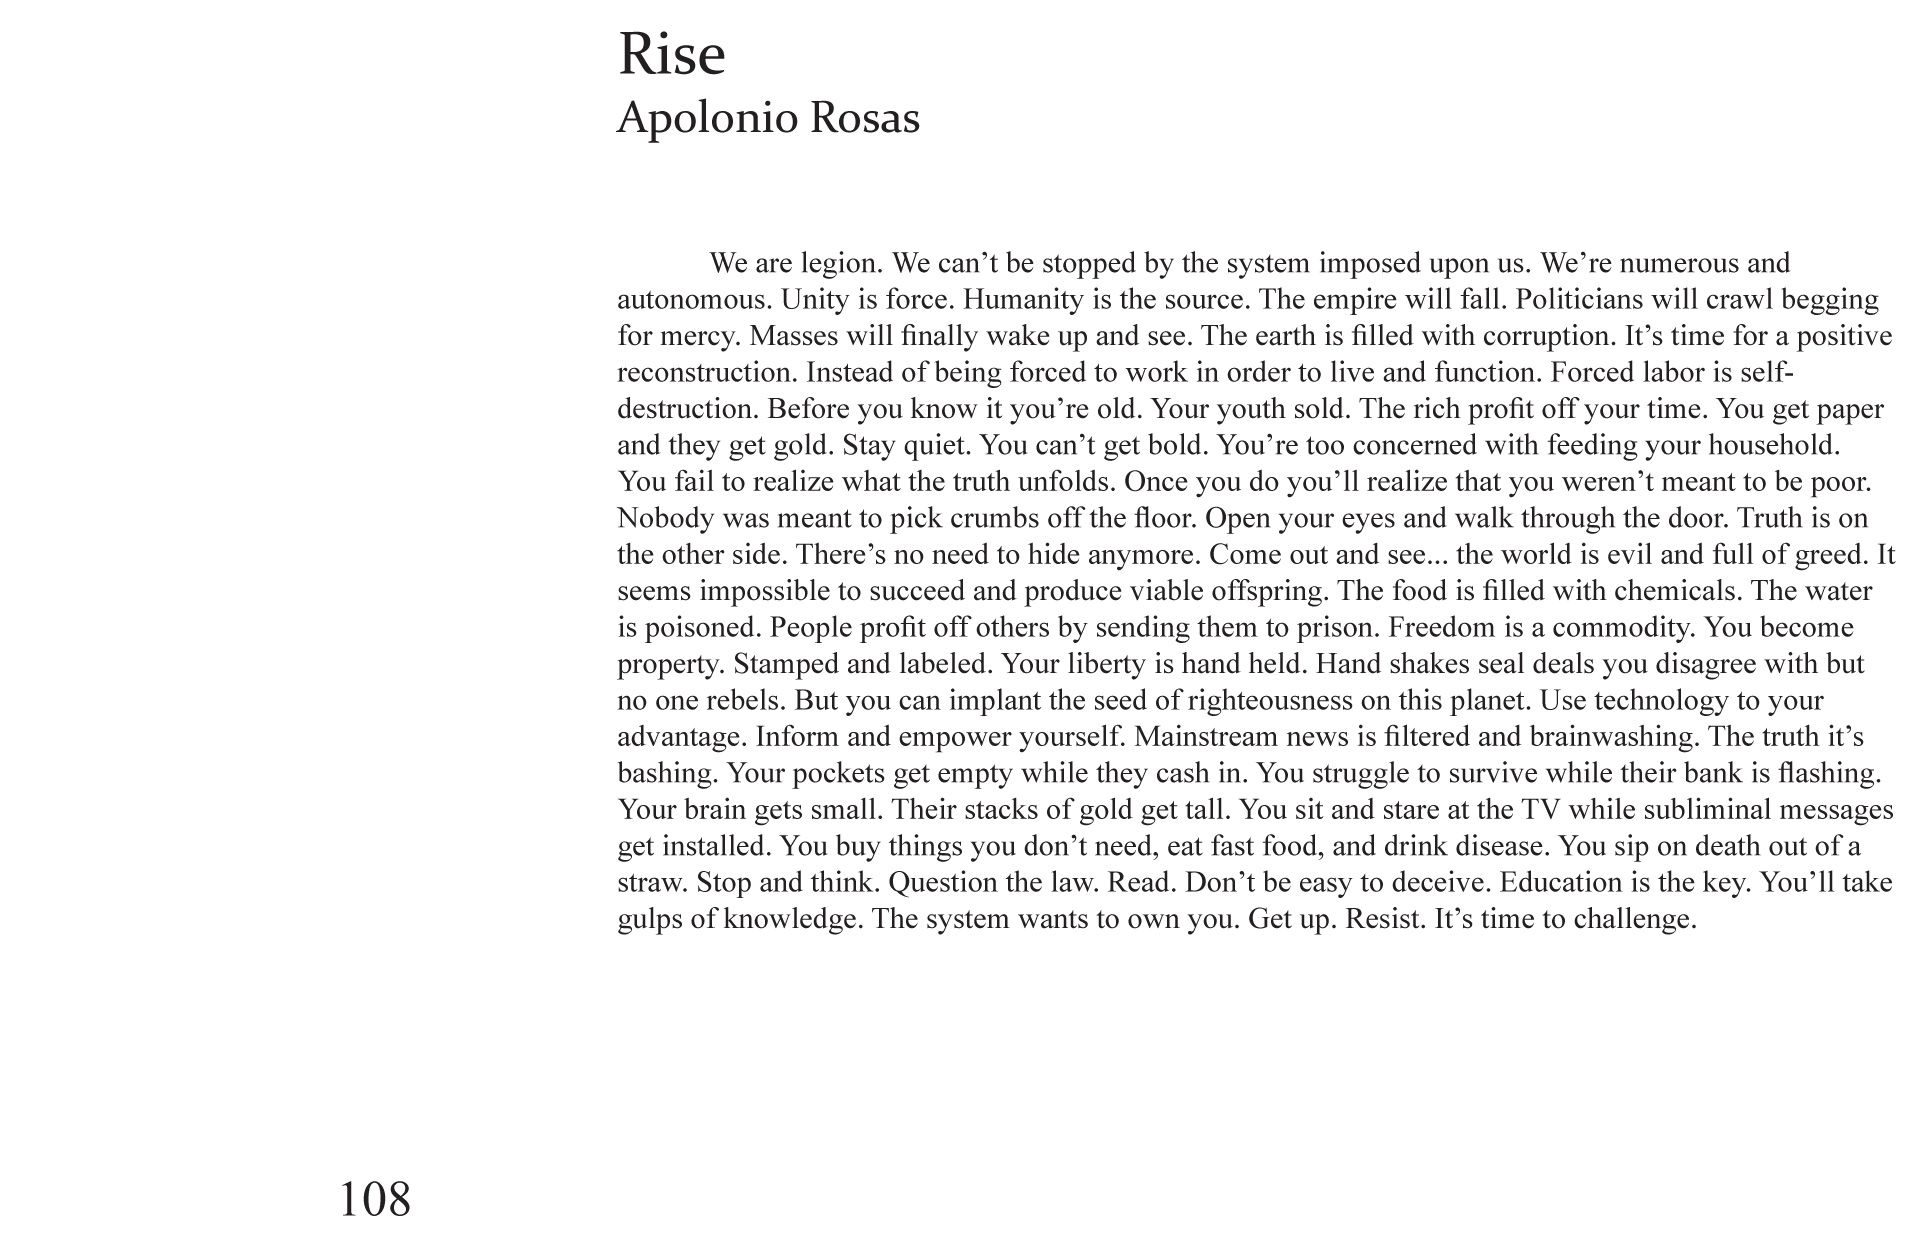 Rise
Apolonio Rosas
We are legion. We can’t be stopped by the system imposed upon us. We’re numerous and
autonomous. Unity is force. Humanity is the source. The empire will fall. Politicians will crawl begging
for mercy. Masses will finally wake up and see. The earth is filled with corruption. It’s time for a positive
reconstruction. Instead of being forced to work in order to live and function. Forced labor is self-
destruction. Before you know it you’re old. Your youth sold. The rich profit off your time. You get paper
and they get gold. Stay quiet. You can’t get bold. You’re too concerned with feeding your household.
You fail to realize what the truth unfolds. Once you do you’ll realize that you weren’t meant to be poor.
Nobody was meant to pick crumbs off the floor. Open your eyes and walk through the door. Truth is on
the other side. There’s no need to hide anymore. Come out and see... the world is evil and full of greed. It
seems impossible to succeed and produce viable offspring. The food is filled with chemicals. The water
is poisoned. People profit off others by sending them to prison. Freedom is a commodity. You become
property. Stamped and labeled. Your liberty is hand held. Hand shakes seal deals you disagree with but
no one rebels. But you can implant the seed of righteousness on this planet. Use technology to your
advantage. Inform and empower yourself. Mainstream news is filtered and brainwashing. The truth it’s
bashing. Your pockets get empty while they cash in. You struggle to survive while their bank is flashing.
Your brain gets small. Their stacks of gold get tall. You sit and stare at the TV while subliminal messages
get installed. You buy things you don’t need, eat fast food, and drink disease. You sip on death out of a
straw. Stop and think. Question the law. Read. Don’t be easy to deceive. Education is the key. You’ll take
gulps of knowledge. The system wants to own you. Get up. Resist. It’s time to challenge.
108